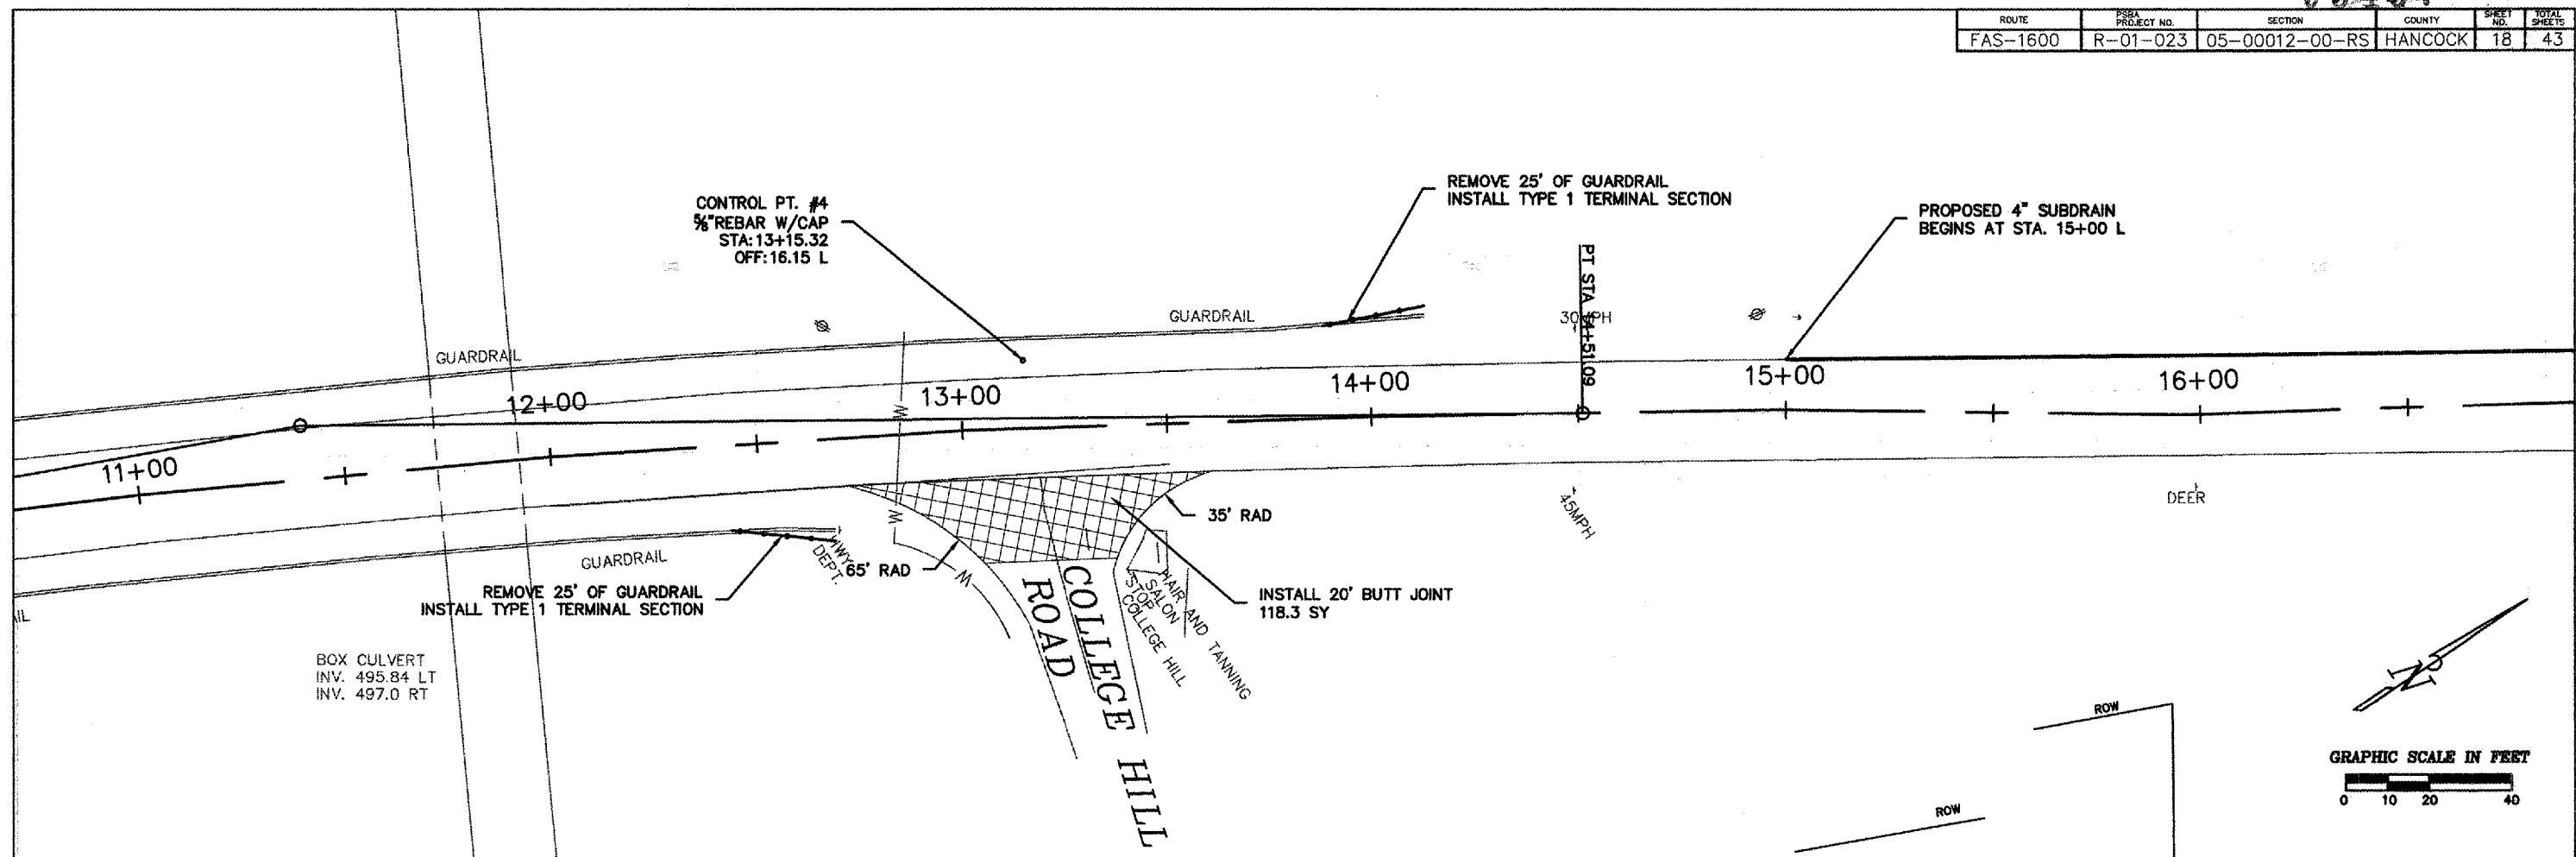 ROUTE PSBA PROJECT NO. SECTION COUNTY SHEET NO. TOTAL SHEETS
FAS-1600 R-01-023 05-00012-00-RS HANCOCK 18 43
CONTROL PT. #4
⅝"REBAR W/CAP
STA:13+15.32
OFF:16.15 L
REMOVE 25' OF GUARDRAIL
INSTALL TYPE 1 TERMINAL SECTION
PROPOSED 4" SUBDRAIN
BEGINS AT STA. 15+00 L
PT STA 14+51.09
30MPH
GUARDRAIL
GUARDRAIL
11+00
12+00
13+00
14+00
15+00
16+00
W
W
W
DEER
45MPH
35' RAD
65' RAD
HWY
DEPT.
GUARDRAIL
REMOVE 25' OF GUARDRAIL
INSTALL TYPE 1 TERMINAL SECTION
INSTALL 20' BUTT JOINT
118.3 SY
HAIR AND TANNING
SALON
STOP
COLLEGE HILL
COLLEGE HILL
ROAD
IL
BOX CULVERT
INV. 495.84 LT
INV. 497.0 RT
N
ROW
ROW
GRAPHIC SCALE IN FEET
0 10 20 40